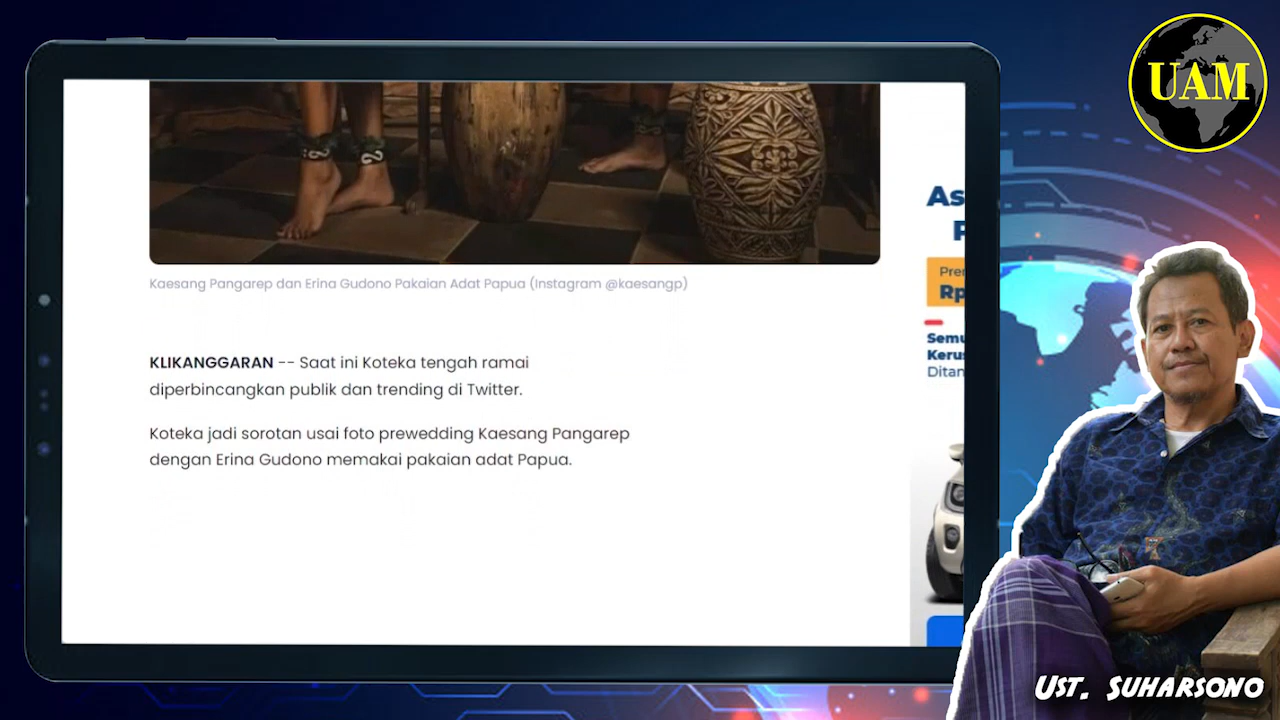 UAM
Kaesang Pangarep dan Erina Gudono Pakaian Adat Papua (Instagram @kaesangp)
KLIKANGGARAN -- Saat ini Koteka tengah ramai
diperbincangkan publik dan trending di Twitter.
Koteka jadi sorotan usai foto prewedding Kaesang Pangarep
dengan Erina Gudono memakai pakaian adat Papua.
Rp
Ditan
UST. SUHARSONO